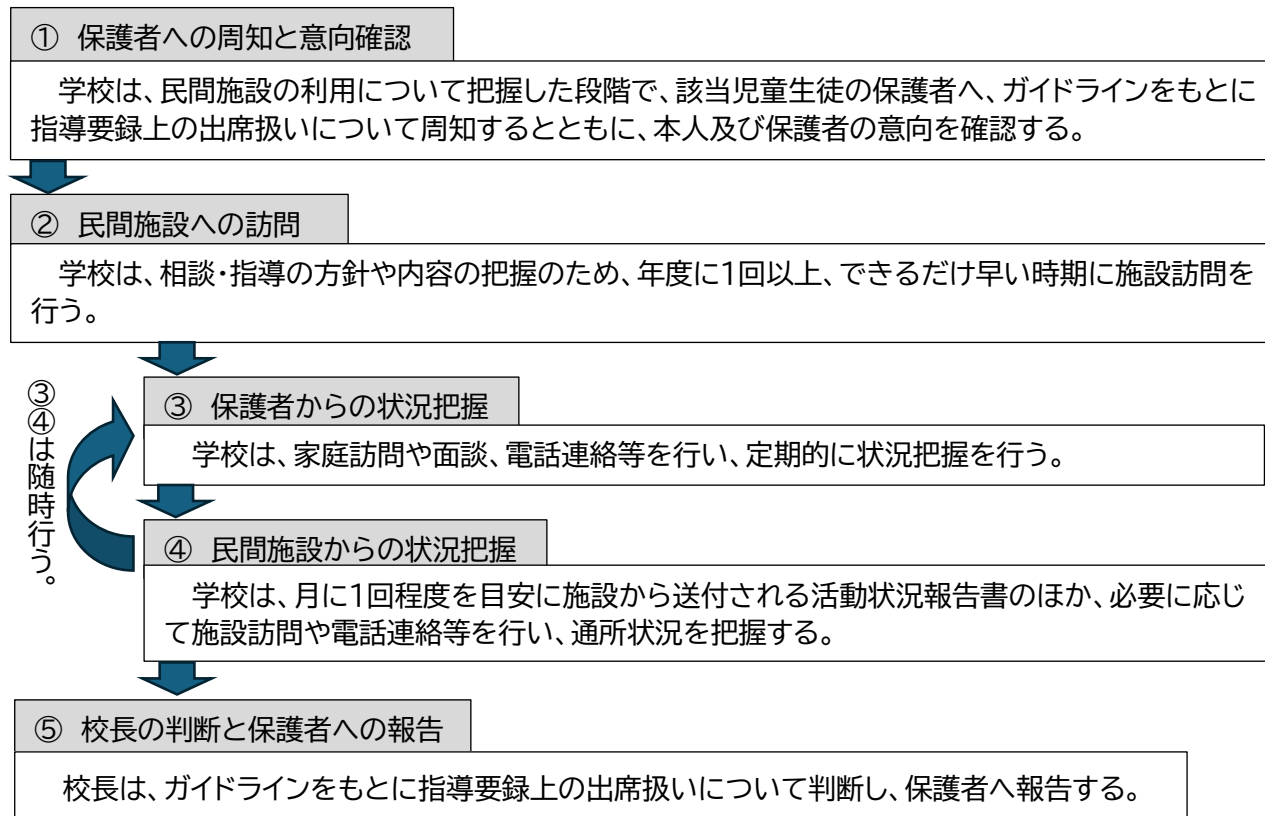 ① 保護者への周知と意向確認
学校は、民間施設の利用について把握した段階で、該当児童生徒の保護者へ、ガイドラインをもとに
指導要録上の出席扱いについて周知するとともに、本人及び保護者の意向を確認する。
② 民間施設への訪問
学校は、相談・指導の方針や内容の把握のため、年度に1回以上、できるだけ早い時期に施設訪問を
行う。
③④は随時行う。
③ 保護者からの状況把握
学校は、家庭訪問や面談、電話連絡等を行い、定期的に状況把握を行う。
④ 民間施設からの状況把握
学校は、月に1回程度を目安に施設から送付される活動状況報告書のほか、必要に応じ
て施設訪問や電話連絡等を行い、通所状況を把握する。
⑤ 校長の判断と保護者への報告
校長は、ガイドラインをもとに指導要録上の出席扱いについて判断し、保護者へ報告する。